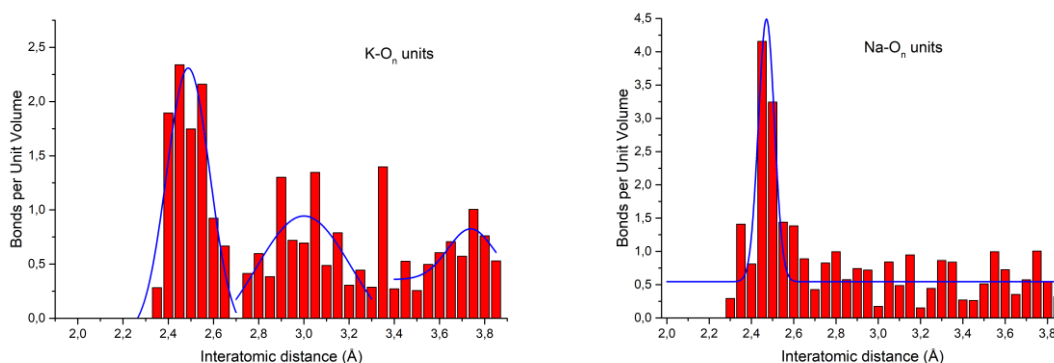 K-Oₙ units
Bonds per Unit Volume
2,5
2,0
1,5
1,0
0,5
0,0
2,0 2,2 2,4 2,6 2,8 3,0 3,2 3,4 3,6 3,8
Interatomic distance (Å)
Na-Oₙ units
Bonds per Unit Volume
4,5
4,0
3,5
3,0
2,5
2,0
1,5
1,0
0,5
0,0
2,0 2,2 2,4 2,6 2,8 3,0 3,2 3,4 3,6 3,8
Interatomic distance (Å)